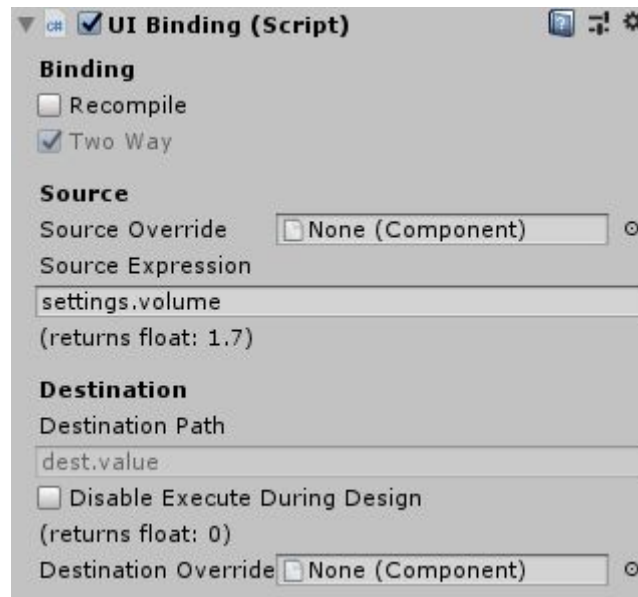 c# UI Binding (Script)
Binding
Recompile
Two Way
Source
Source Override None (Component)
Source Expression
settings.volume
(returns float: 1.7)
Destination
Destination Path
dest.value
Disable Execute During Design
(returns float: 0)
Destination Override None (Component)